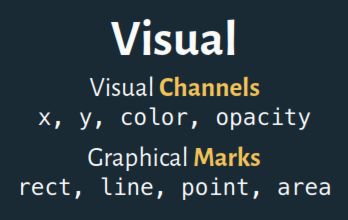 Visual
Visual Channels
x, y, color, opacity
Graphical Marks
rect, line, point, area